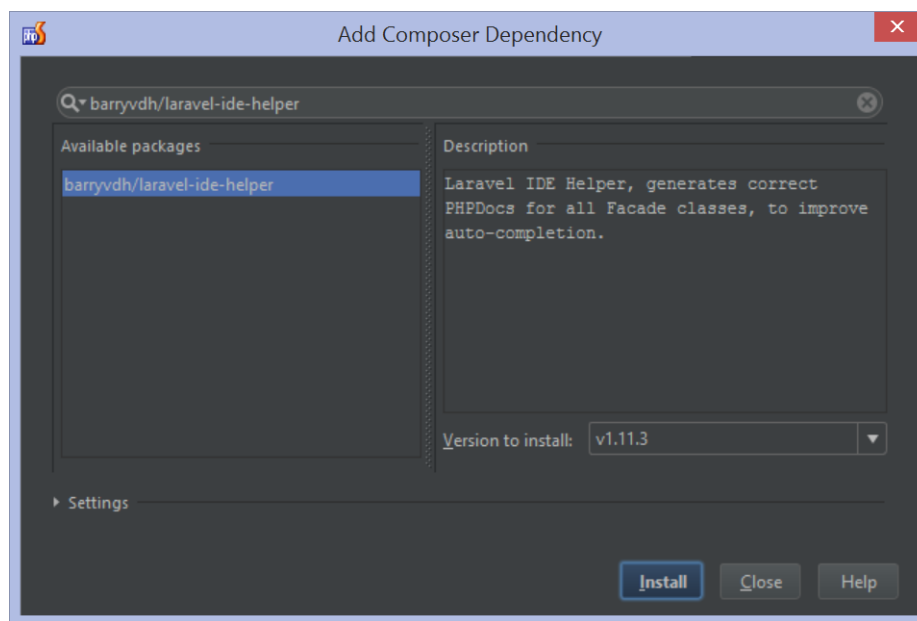 Add Composer Dependency
barryvdh/laravel-ide-helper
Available packages
barryvdh/laravel-ide-helper
Description
Laravel IDE Helper, generates correct
PHPDocs for all Facade classes, to improve
auto-completion.
Version to install: v1.11.3
Settings
Install Close Help